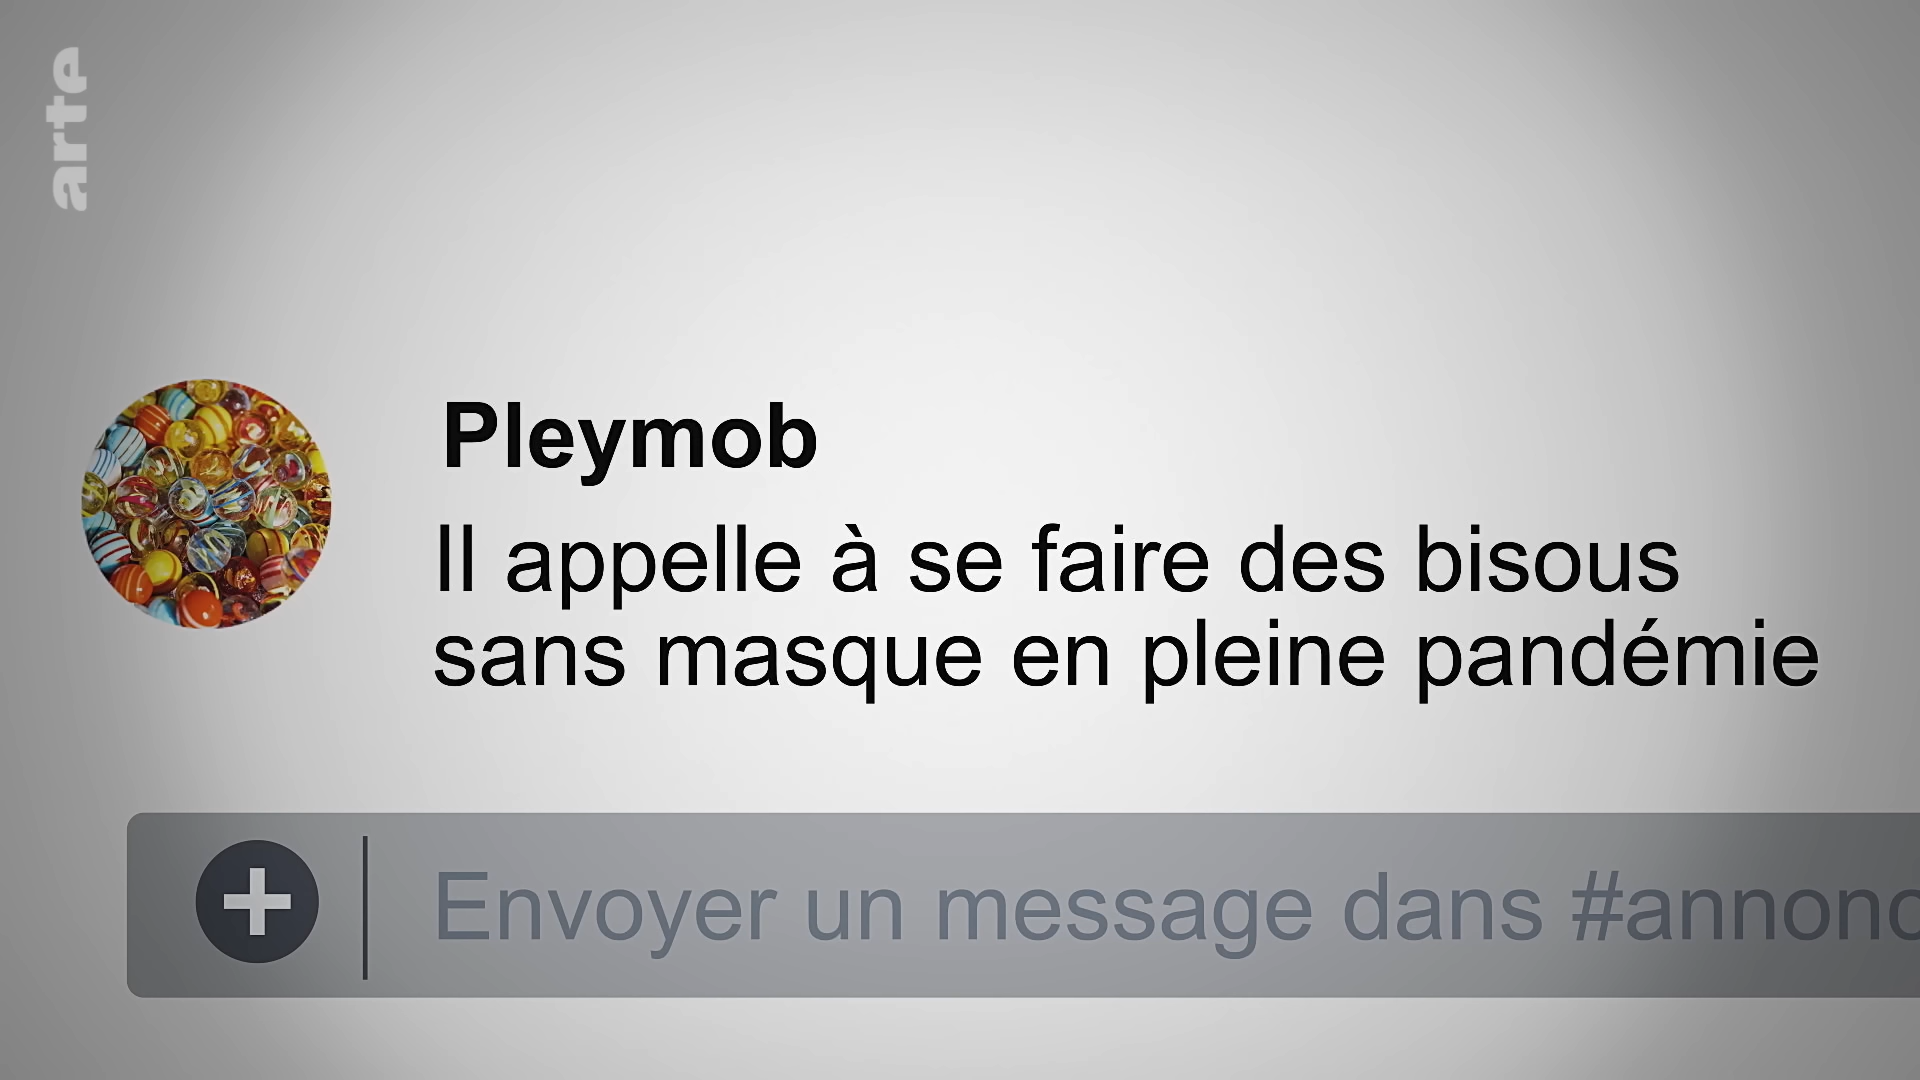 arte
Pleymob
Il appelle à se faire des bisous
sans masque en pleine pandémie
Envoyer un message dans #annonc